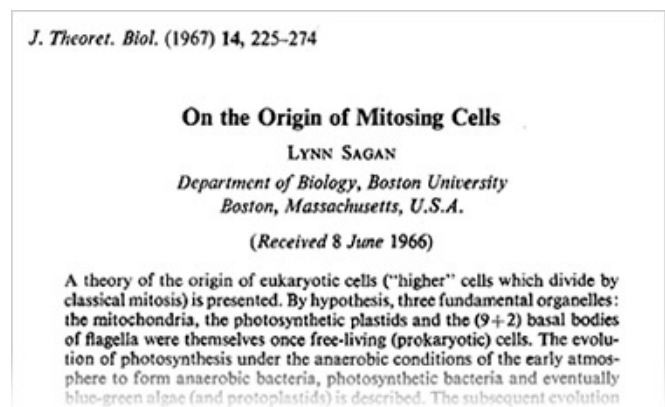 J. Theoret. Biol. (1967) 14, 225–274
On the Origin of Mitosing Cells
LYNN SAGAN
Department of Biology, Boston University
Boston, Massachusetts, U.S.A.
(Received 8 June 1966)
A theory of the origin of eukaryotic cells ("higher" cells which divide by
classical mitosis) is presented. By hypothesis, three fundamental organelles:
the mitochondria, the photosynthetic plastids and the (9+2) basal bodies
of flagella were themselves once free-living (prokaryotic) cells. The evolu-
tion of photosynthesis under the anaerobic conditions of the early atmos-
phere to form anaerobic bacteria, photosynthetic bacteria and eventually
blue-green algae (and protoplastids) is described. The subsequent evolution